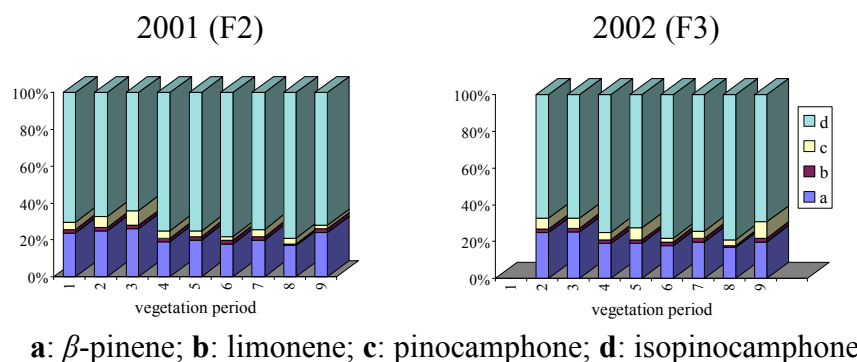 2001 (F2)
2002 (F3)
100%
80%
60%
40%
20%
0%
1 2 3 4 5 6 7 8 9
vegetation period
100%
80%
60%
40%
20%
0%
1 2 3 4 5 6 7 8 9
vegetation period
d
c
b
a
a: β-pinene; b: limonene; c: pinocamphone; d: isopinocamphone